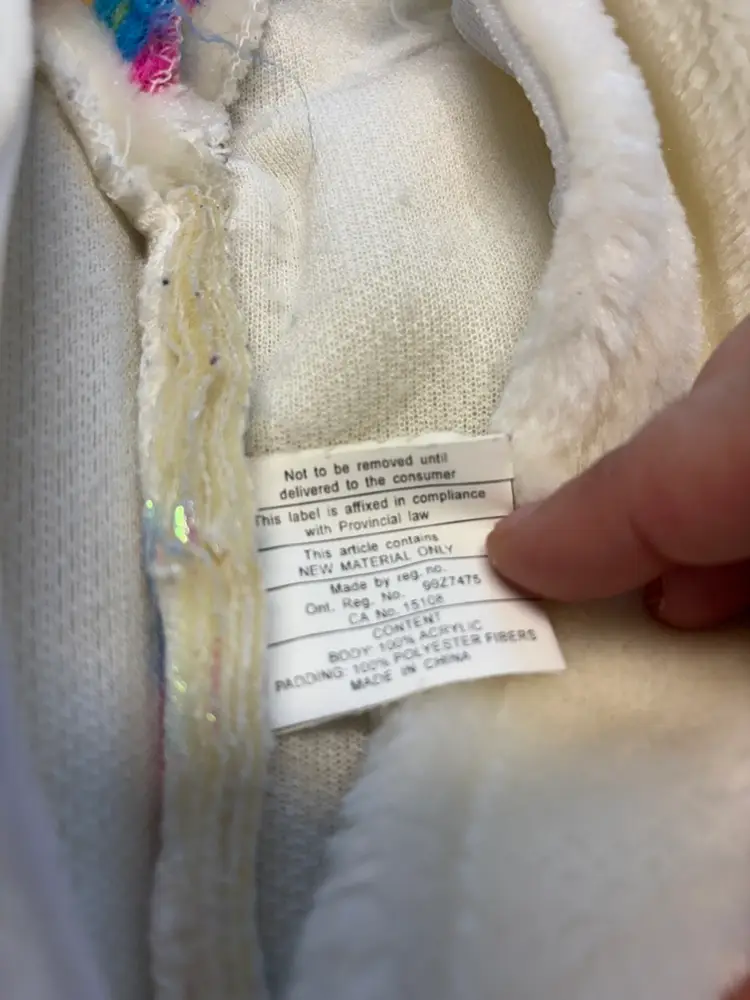 Not to be removed until
delivered to the consumer
This label is affixed in compliance
with Provincial law
This article contains
NEW MATERIAL ONLY
Made by reg. no.
Ont. Reg. No. 99Z7475
CA No. 15108
CONTENT
BODY: 100% ACRYLIC
PADDING: 100% POLYESTER FIBERS
MADE IN CHINA